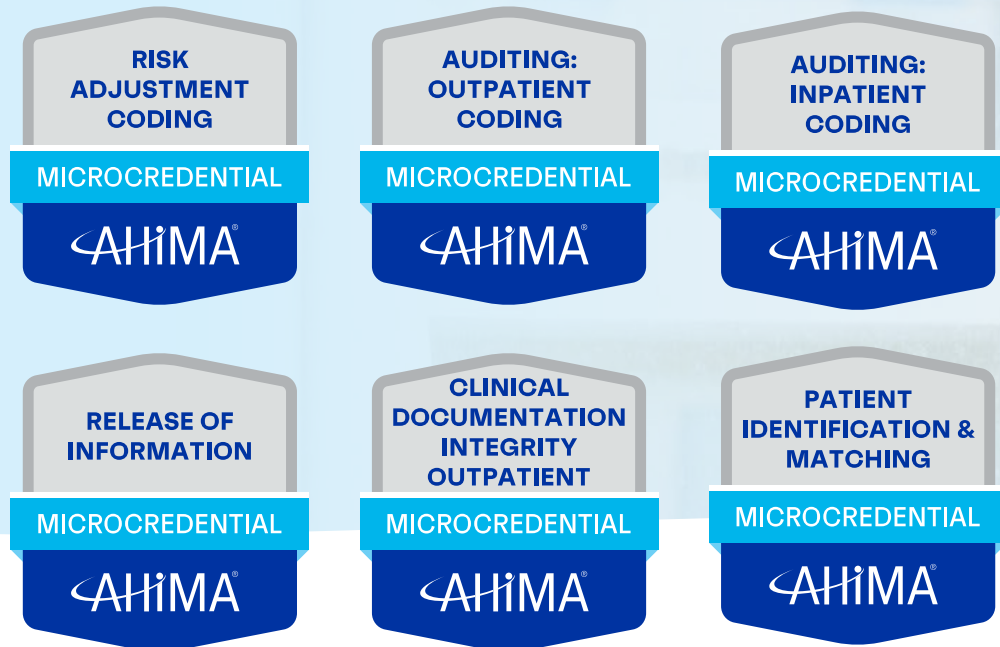 RISK
ADJUSTMENT
CODING
MICROCREDENTIAL
AHiMA®
AUDITING:
OUTPATIENT
CODING
MICROCREDENTIAL
AHiMA®
AUDITING:
INPATIENT
CODING
MICROCREDENTIAL
AHiMA®
RELEASE OF
INFORMATION
MICROCREDENTIAL
AHiMA®
CLINICAL
DOCUMENTATION
INTEGRITY
OUTPATIENT
MICROCREDENTIAL
AHiMA®
PATIENT
IDENTIFICATION &
MATCHING
MICROCREDENTIAL
AHiMA®